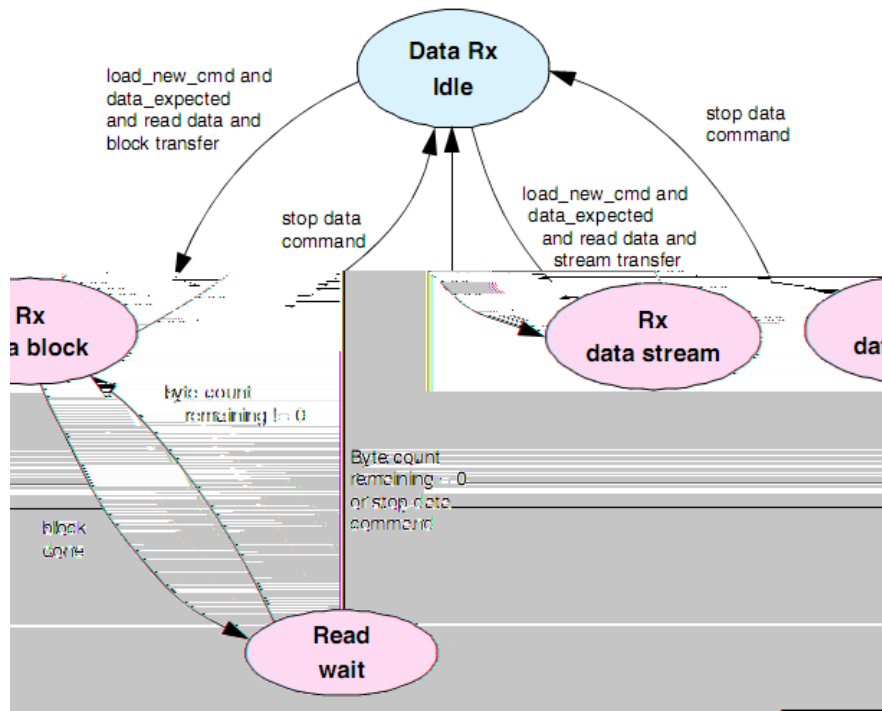 Data Rx
Idle
load_new_cmd and
data_expected
and read data and
block transfer
stop data
command
stop data
command
load_new_cmd and
data_expected
and read data and
stream transfer
Rx
a block
Rx
data stream
dat
Byte count
remaining != 0
Byte count
remaining = 0
or stop data
command
block
done
Read
wait